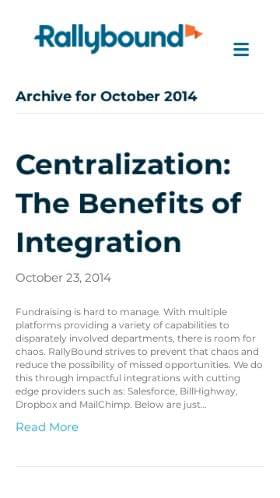 Rallybound
Archive for October 2014
Centralization:
The Benefits of
Integration
October 23, 2014
Fundraising is hard to manage. With multiple
platforms providing a variety of capabilities to
disparately involved departments, there is room for
chaos. RallyBound strives to prevent that chaos and
reduce the possibility of missed opportunities. We do
this through impactful integrations with cutting
edge providers such as: Salesforce, BillHighway,
Dropbox and MailChimp. Below are just...
Read More